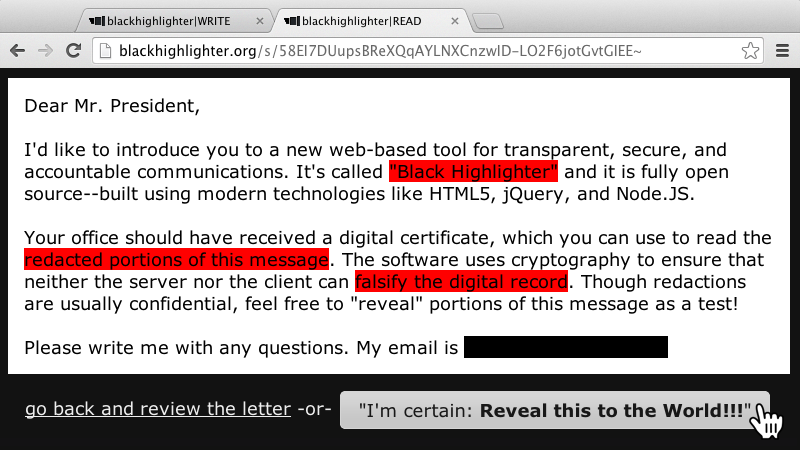 blackhighlighter|WRITE
blackhighlighter|READ
blackhighlighter.org/s/58EI7DUupsBReXQqAYLNXCnzwID-LO2F6jotGvtGIEE~
Dear Mr. President,
I'd like to introduce you to a new web-based tool for transparent, secure, and
accountable communications. It's called "Black Highlighter" and it is fully open
source--built using modern technologies like HTML5, jQuery, and Node.JS.
Your office should have received a digital certificate, which you can use to read the
redacted portions of this message. The software uses cryptography to ensure that
neither the server nor the client can falsify the digital record. Though redactions
are usually confidential, feel free to "reveal" portions of this message as a test!
Please write me with any questions. My email is
go back and review the letter -or- "I'm certain: Reveal this to the World!!!"